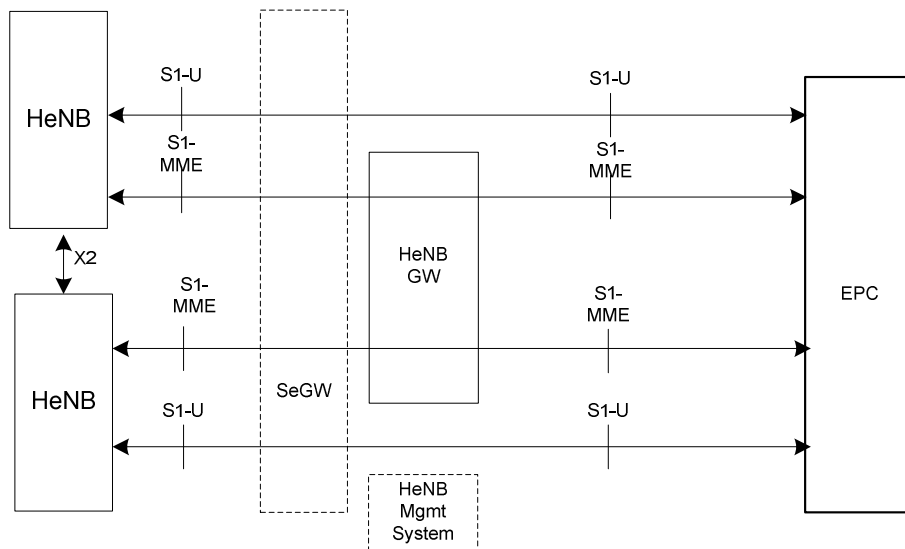 S1-U
S1-U
HeNB
S1-
MME
S1-
MME
HeNB
GW
X2
S1-
MME
S1-
MME
EPC
HeNB
SeGW
S1-U
S1-U
HeNB
Mgmt
System